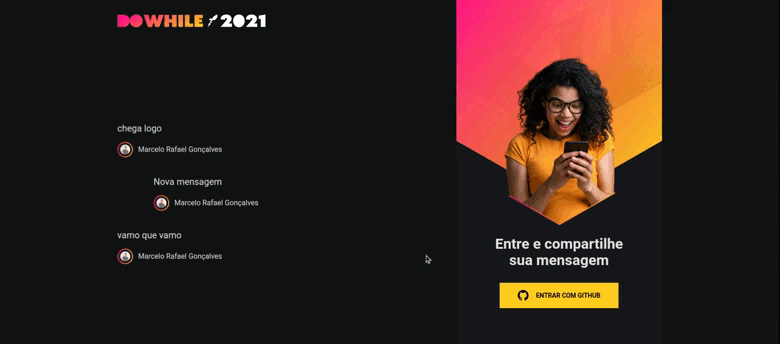 DOWHILE 2021
chega logo
Marcelo Rafael Gonçalves
Nova mensagem
Marcelo Rafael Gonçalves
vamo que vamo
Marcelo Rafael Gonçalves
Entre e compartilhe
sua mensagem
ENTRAR COM GITHUB